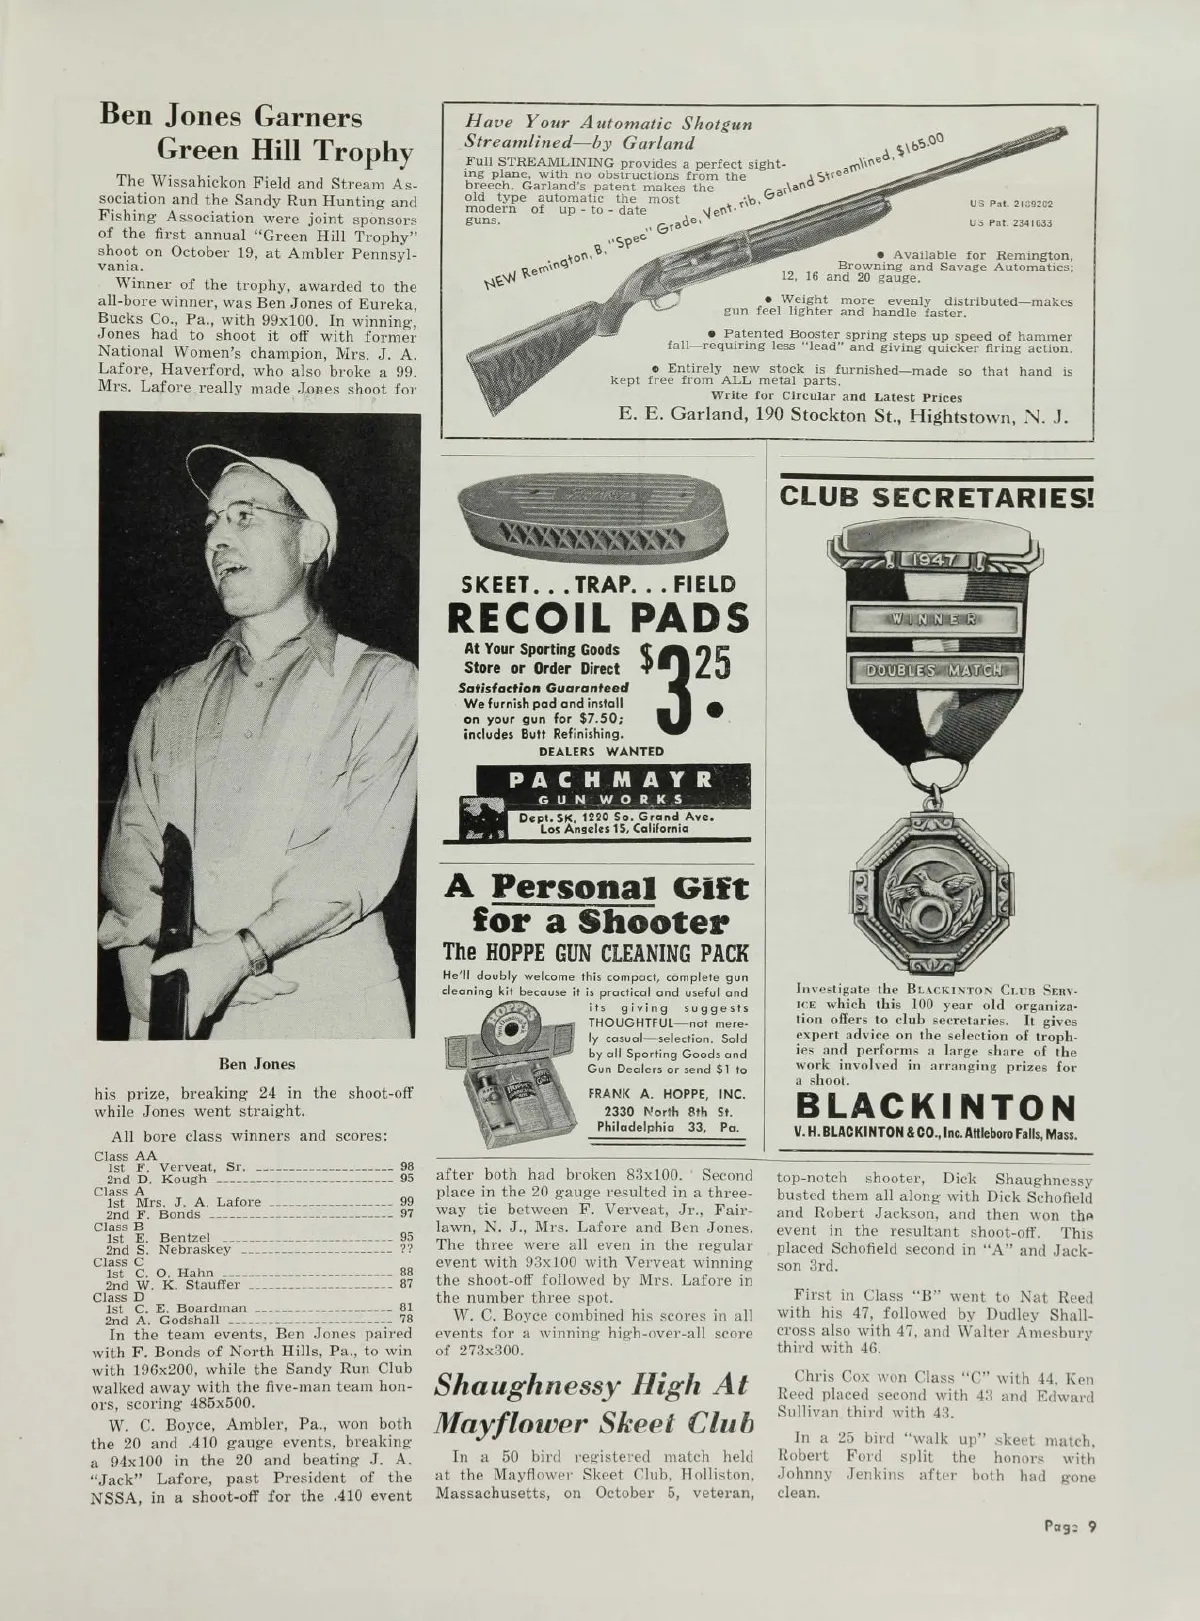 Ben Jones Garners
Green Hill Trophy
The Wissahickon Field and Stream As-
sociation and the Sandy Run Hunting and
Fishing Association were joint sponsors
of the first annual "Green Hill Trophy"
shoot on October 19, at Ambler Pennsyl-
vania.
Winner of the trophy, awarded to the
all-bore winner, was Ben Jones of Eureka,
Bucks Co., Pa., with 99x100. In winning,
Jones had to shoot it off with former
National Women's champion, Mrs. J. A.
Lafore, Haverford, who also broke a 99.
Mrs. Lafore really made Jones shoot for
Ben Jones
his prize, breaking 24 in the shoot-off
while Jones went straight.
All bore class winners and scores:
Class AA
1st F. Verveat, Sr. 98
2nd D. Kough 95
Class A
1st Mrs. J. A. Lafore 99
2nd F. Bonds 97
Class B
1st E. Bentzel 95
2nd S. Nebraskey ??
Class C
1st C. O. Hahn 88
2nd W. K. Stauffer 87
Class D
1st C. E. Boardman 81
2nd A. Godshall 78
In the team events, Ben Jones paired
with F. Bonds of North Hills, Pa., to win
with 196x200, while the Sandy Run Club
walked away with the five-man team hon-
ors, scoring 485x500.
W. C. Boyce, Ambler, Pa., won both
the 20 and .410 gauge events, breaking
a 94x100 in the 20 and beating J. A.
"Jack" Lafore, past President of the
NSSA, in a shoot-off for the .410 event
Have Your Automatic Shotgun
Streamlined—by Garland
Full STREAMLINING provides a perfect sight-
ing plane, with no obstructions from the
breech. Garland's patent makes the
old type automatic the most
modern of up-to-date
guns.
NEW Remington, B, "Spec" Grade, Vent. rib, Garland Streamlined, $165.00
US Pat. 2189202
US Pat. 2341033
• Available for Remington,
Browning and Savage Automatics;
12, 16 and 20 gauge.
• Weight more evenly distributed—makes
gun feel lighter and handle faster.
• Patented Booster spring steps up speed of hammer
fall—requiring less "lead" and giving quicker firing action.
• Entirely new stock is furnished—made so that hand is
kept free from ALL metal parts.
Write for Circular and Latest Prices
E. E. Garland, 190 Stockton St., Hightstown, N. J.
SKEET...TRAP...FIELD
RECOIL PADS
At Your Sporting Goods
Store or Order Direct
$3.25
Satisfaction Guaranteed
We furnish pad and install
on your gun for $7.50;
includes Butt Refinishing.
DEALERS WANTED
PACHMAYR
GUN WORKS
Dept. SK, 1220 So. Grand Ave.
Los Angeles 15, California
A Personal Gift
for a Shooter
The HOPPE GUN CLEANING PACK
He'll doubly welcome this compact, complete gun
cleaning kit because it is practical and useful and
its giving suggests
THOUGHTFUL—not mere-
ly casual—selection. Sold
by all Sporting Goods and
Gun Dealers or send $1 to
HOPPE'S
FRANK A. HOPPE, INC.
2330 North 8th St.
Philadelphia 33, Pa.
CLUB SECRETARIES!
1947
WINNER
DOUBLES MATCH
Investigate the BLACKINTON CLUB SERV-
ICE which this 100 year old organiza-
tion offers to club secretaries. It gives
expert advice on the selection of troph-
ies and performs a large share of the
work involved in arranging prizes for
a shoot.
BLACKINTON
V. H. BLACKINTON & CO., Inc. Attleboro Falls, Mass.
after both had broken 83x100. Second
place in the 20 gauge resulted in a three-
way tie between F. Verveat, Jr., Fair-
lawn, N. J., Mrs. Lafore and Ben Jones.
The three were all even in the regular
event with 93x100 with Verveat winning
the shoot-off followed by Mrs. Lafore in
the number three spot.
W. C. Boyce combined his scores in all
events for a winning high-over-all score
of 273x300.
Shaughnessy High At
Mayflower Skeet Club
In a 50 bird registered match held
at the Mayflower Skeet Club, Holliston,
Massachusetts, on October 5, veteran,
top-notch shooter, Dick Shaughnessy
busted them all along with Dick Schofield
and Robert Jackson, and then won the
event in the resultant shoot-off. This
placed Schofield second in "A" and Jack-
son 3rd.
First in Class "B" went to Nat Reed
with his 47, followed by Dudley Shall-
cross also with 47, and Walter Amesbury
third with 46.
Chris Cox won Class "C" with 44, Ken
Reed placed second with 43 and Edward
Sullivan third with 43.
In a 25 bird "walk up" skeet match,
Robert Ford split the honors with
Johnny Jenkins after both had gone
clean.
Page 9